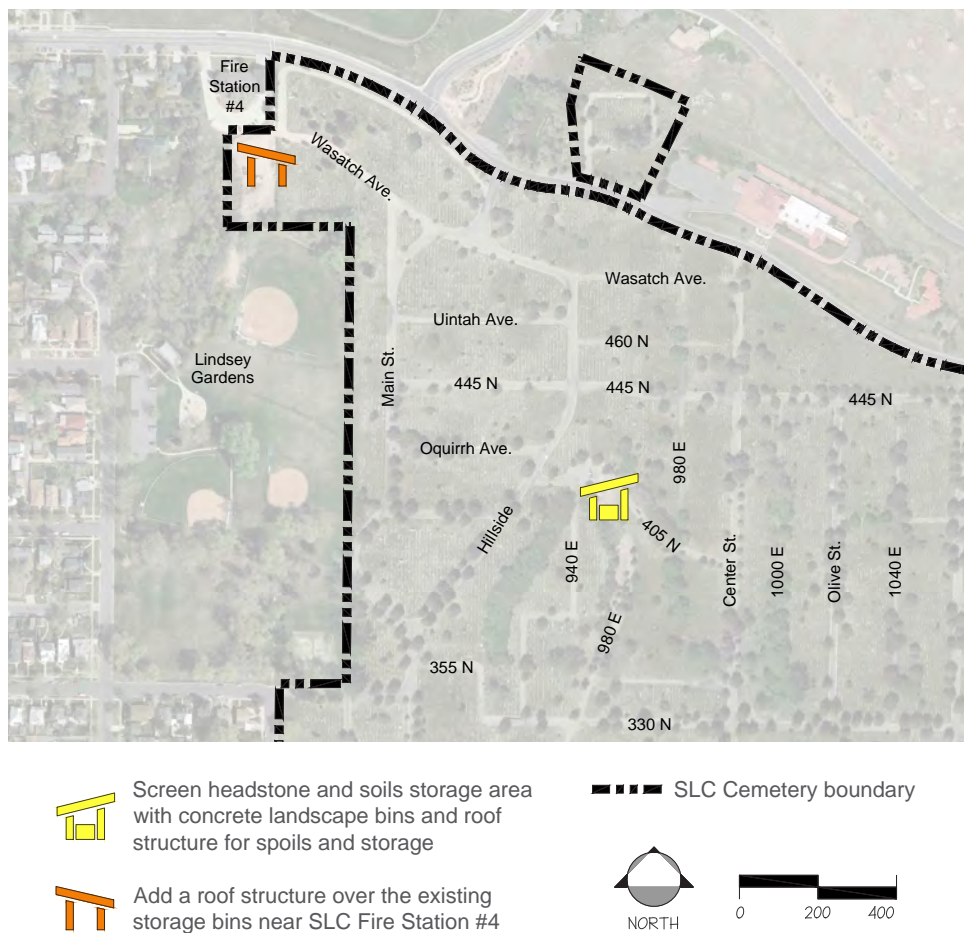 Fire
Station
#4
Wasatch Ave.
Wasatch Ave.
Uintah Ave.
460 N
Lindsey
Gardens
Main St.
445 N
445 N
445 N
Oquirrh Ave.
980 E
Hillside
405 N
940 E
Center St.
1000 E
Olive St.
1040 E
980 E
355 N
330 N
Screen headstone and soils storage area
with concrete landscape bins and roof
structure for spoils and storage
SLC Cemetery boundary
Add a roof structure over the existing
storage bins near SLC Fire Station #4
NORTH
0 200 400